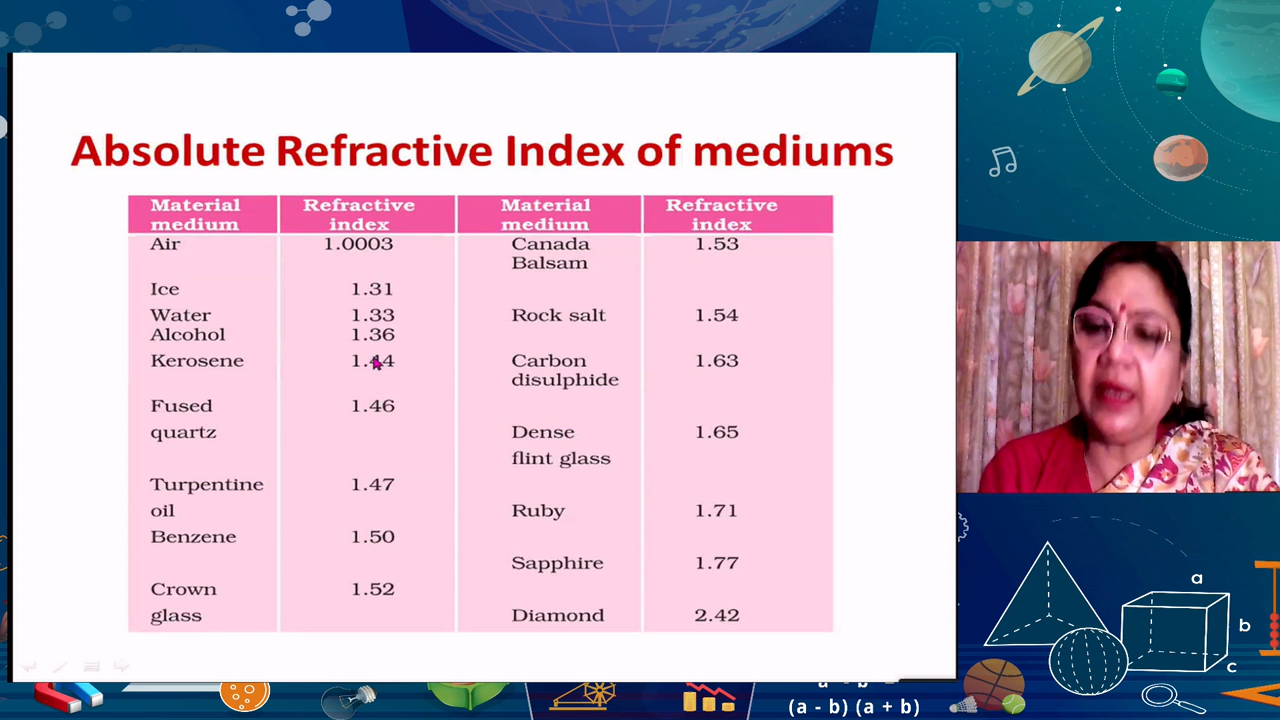 Absolute Refractive Index of mediums
Material medium Refractive index Material medium Refractive index
Air 1.0003 Canada Balsam 1.53
Ice 1.31
Water 1.33 Rock salt 1.54
Alcohol 1.36
Kerosene 1.44 Carbon disulphide 1.63
Fused quartz 1.46 Dense flint glass 1.65
Turpentine oil 1.47 Ruby 1.71
Benzene 1.50 Sapphire 1.77
Crown glass 1.52 Diamond 2.42
a
b
c
(a - b) (a + b)